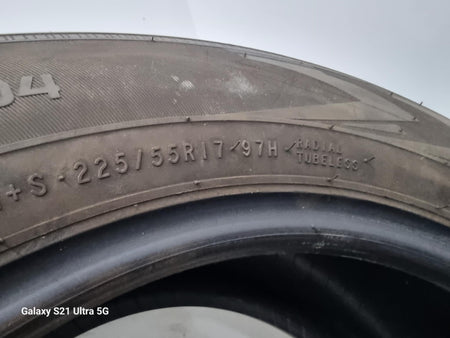 04
+S - 225/55R17 97H RADIAL
TUBELESS
Galaxy S21 Ultra 5G